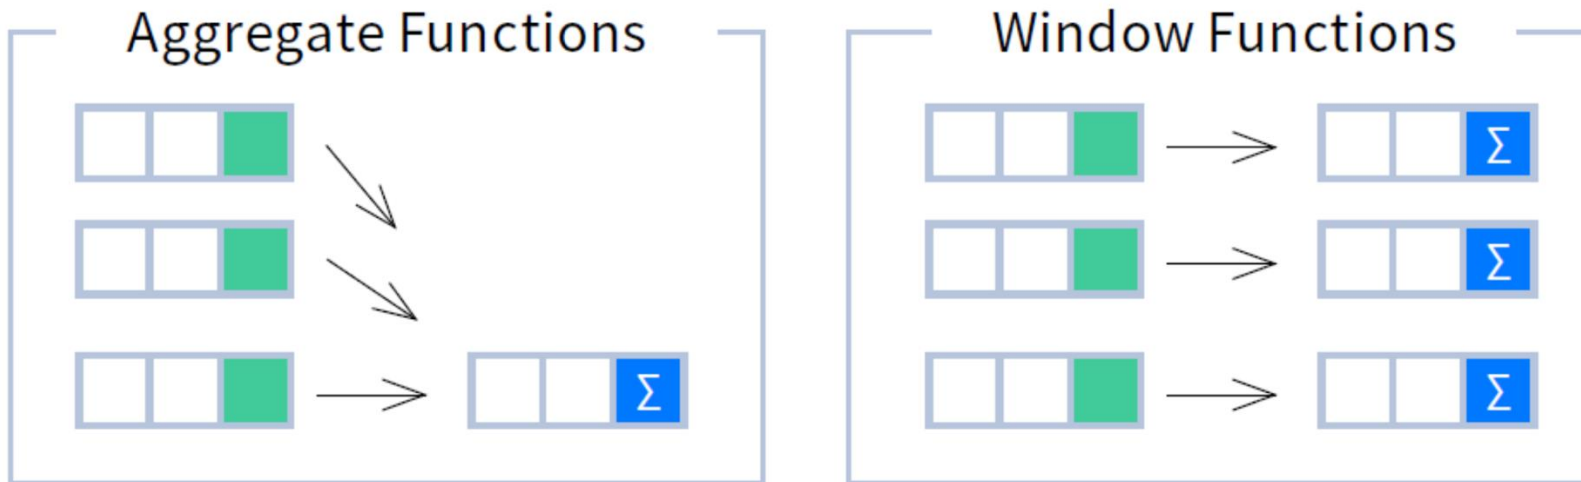 Aggregate Functions
Window Functions
Σ
Σ
Σ Σ